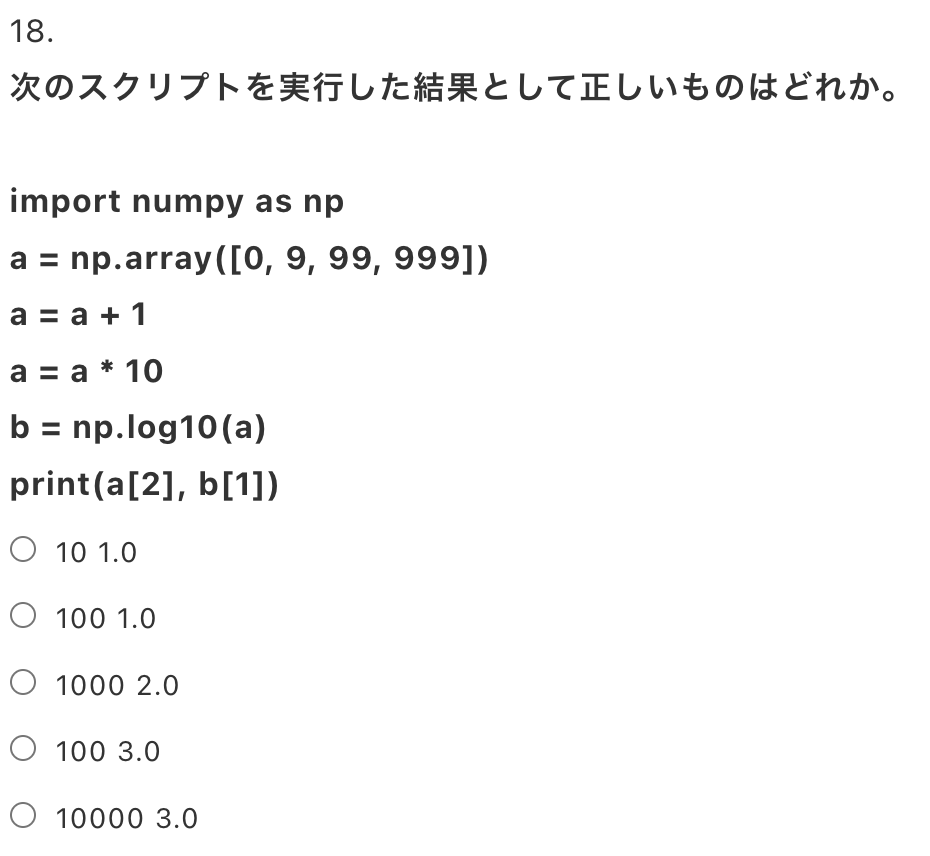 18.
次のスクリプトを実行した結果として正しいものはどれか。
import numpy as np
a = np.array([0, 9, 99, 999])
a = a + 1
a = a * 10
b = np.log10(a)
print(a[2], b[1])
10 1.0
100 1.0
1000 2.0
100 3.0
10000 3.0